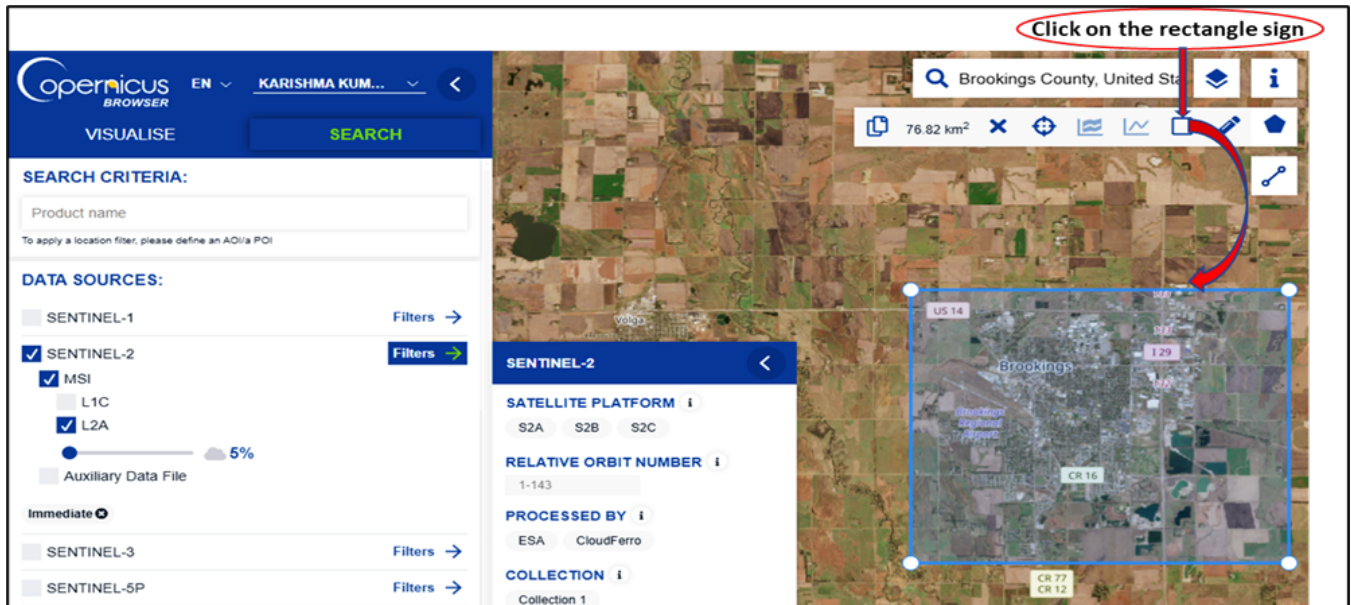 Click on the rectangle sign
Copernicus
BROWSER
EN
KARISHMA KUM...
VISUALISE
SEARCH
SEARCH CRITERIA:
Product name
To apply a location filter, please define an AOI/a POI
DATA SOURCES:
SENTINEL-1
Filters
SENTINEL-2
Filters
MSI
L1C
L2A
5%
Auxiliary Data File
Immediate
SENTINEL-3
Filters
SENTINEL-5P
Filters
SENTINEL-2
SATELLITE PLATFORM i
S2A S2B S2C
RELATIVE ORBIT NUMBER i
1-143
PROCESSED BY i
ESA CloudFerro
COLLECTION i
Collection 1
Brookings County, United Sta
i
76.82 km²
Volga
US 14
133
I 29
Brookings
132
Brookings
Regional
Airport
CR 16
CR 77
CR 12